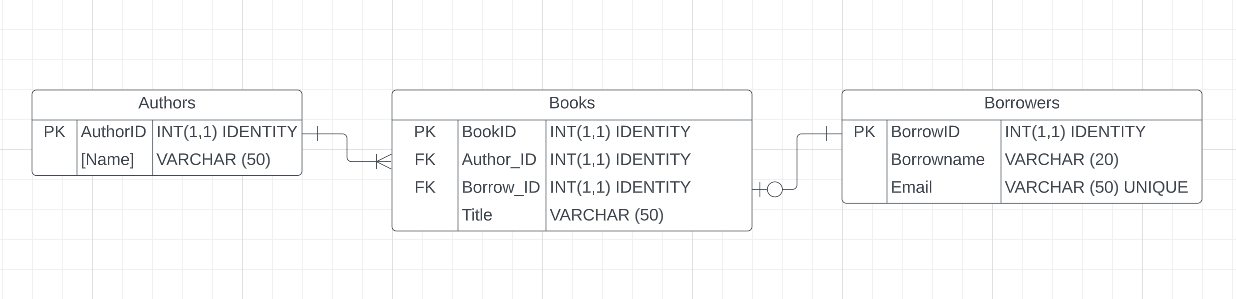 Authors
PK AuthorID INT(1,1) IDENTITY
[Name] VARCHAR (50)
Books
PK BookID INT(1,1) IDENTITY
FK Author_ID INT(1,1) IDENTITY
FK Borrow_ID INT(1,1) IDENTITY
Title VARCHAR (50)
Borrowers
PK BorrowID INT(1,1) IDENTITY
Borrowname VARCHAR (20)
Email VARCHAR (50) UNIQUE